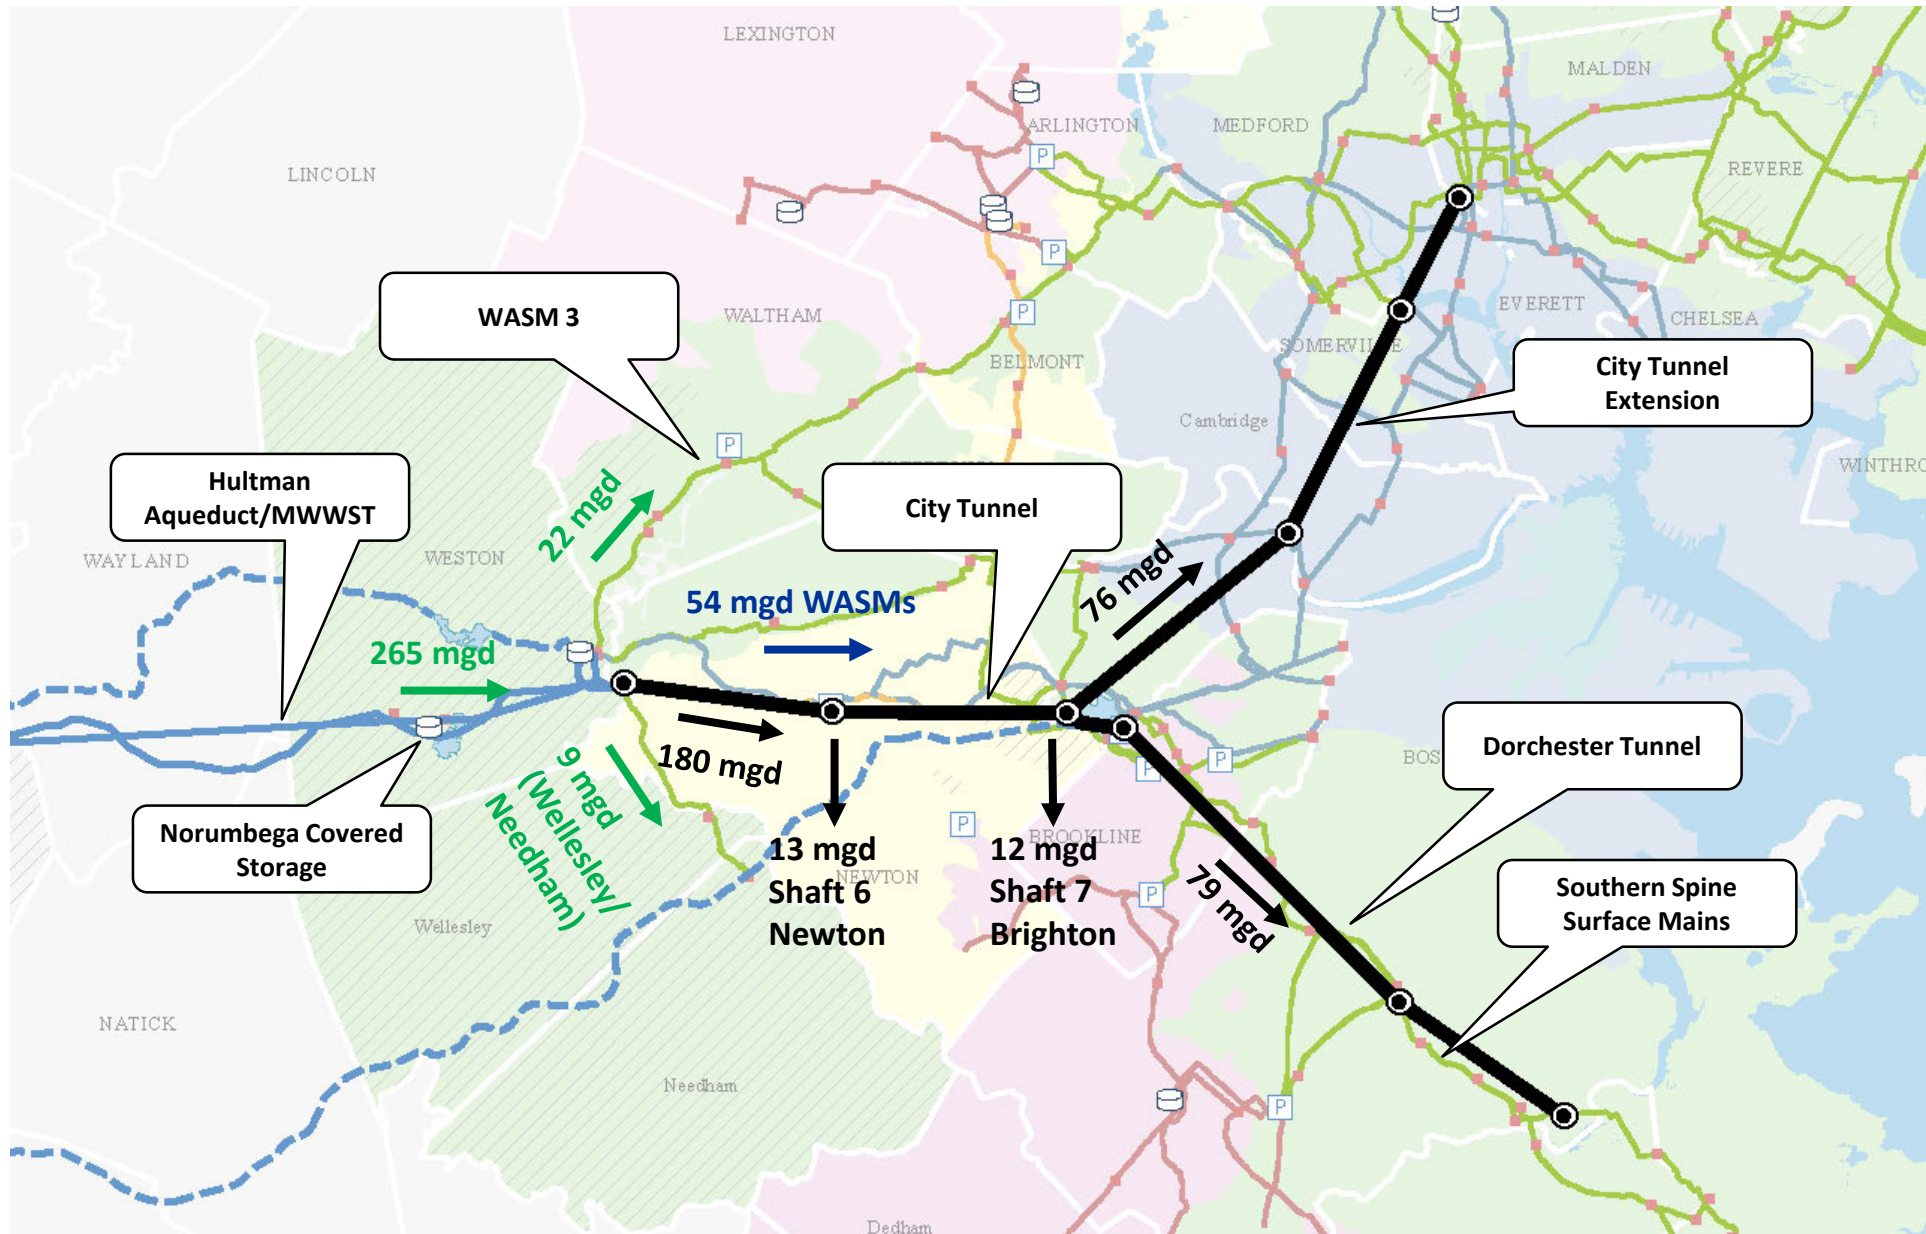 LEXINGTON
MALDEN
ARLINGTON
MEDFORD
LINCOLN
REVERE
P
P
WASM 3
WALTHAM
P
EVERETT
CHELSEA
SOMERVILLE
BELMONT
City Tunnel
Extension
Cambridge
P
Hultman
Aqueduct/MWWST
WINTHRO
22 mgd
City Tunnel
WAYLAND
WESTON
76 mgd
54 mgd WASMs
265 mgd
180 mgd
9 mgd
(Wellesley/
Needham)
BOS
Dorchester Tunnel
P
P
Norumbega Covered
Storage
P
BROOKLINE
13 mgd
Shaft 6
Newton
NEWTON
12 mgd
Shaft 7
Brighton
P
79 mgd
Southern Spine
Surface Mains
Wellesley
NATICK
Needham
P
Dedham